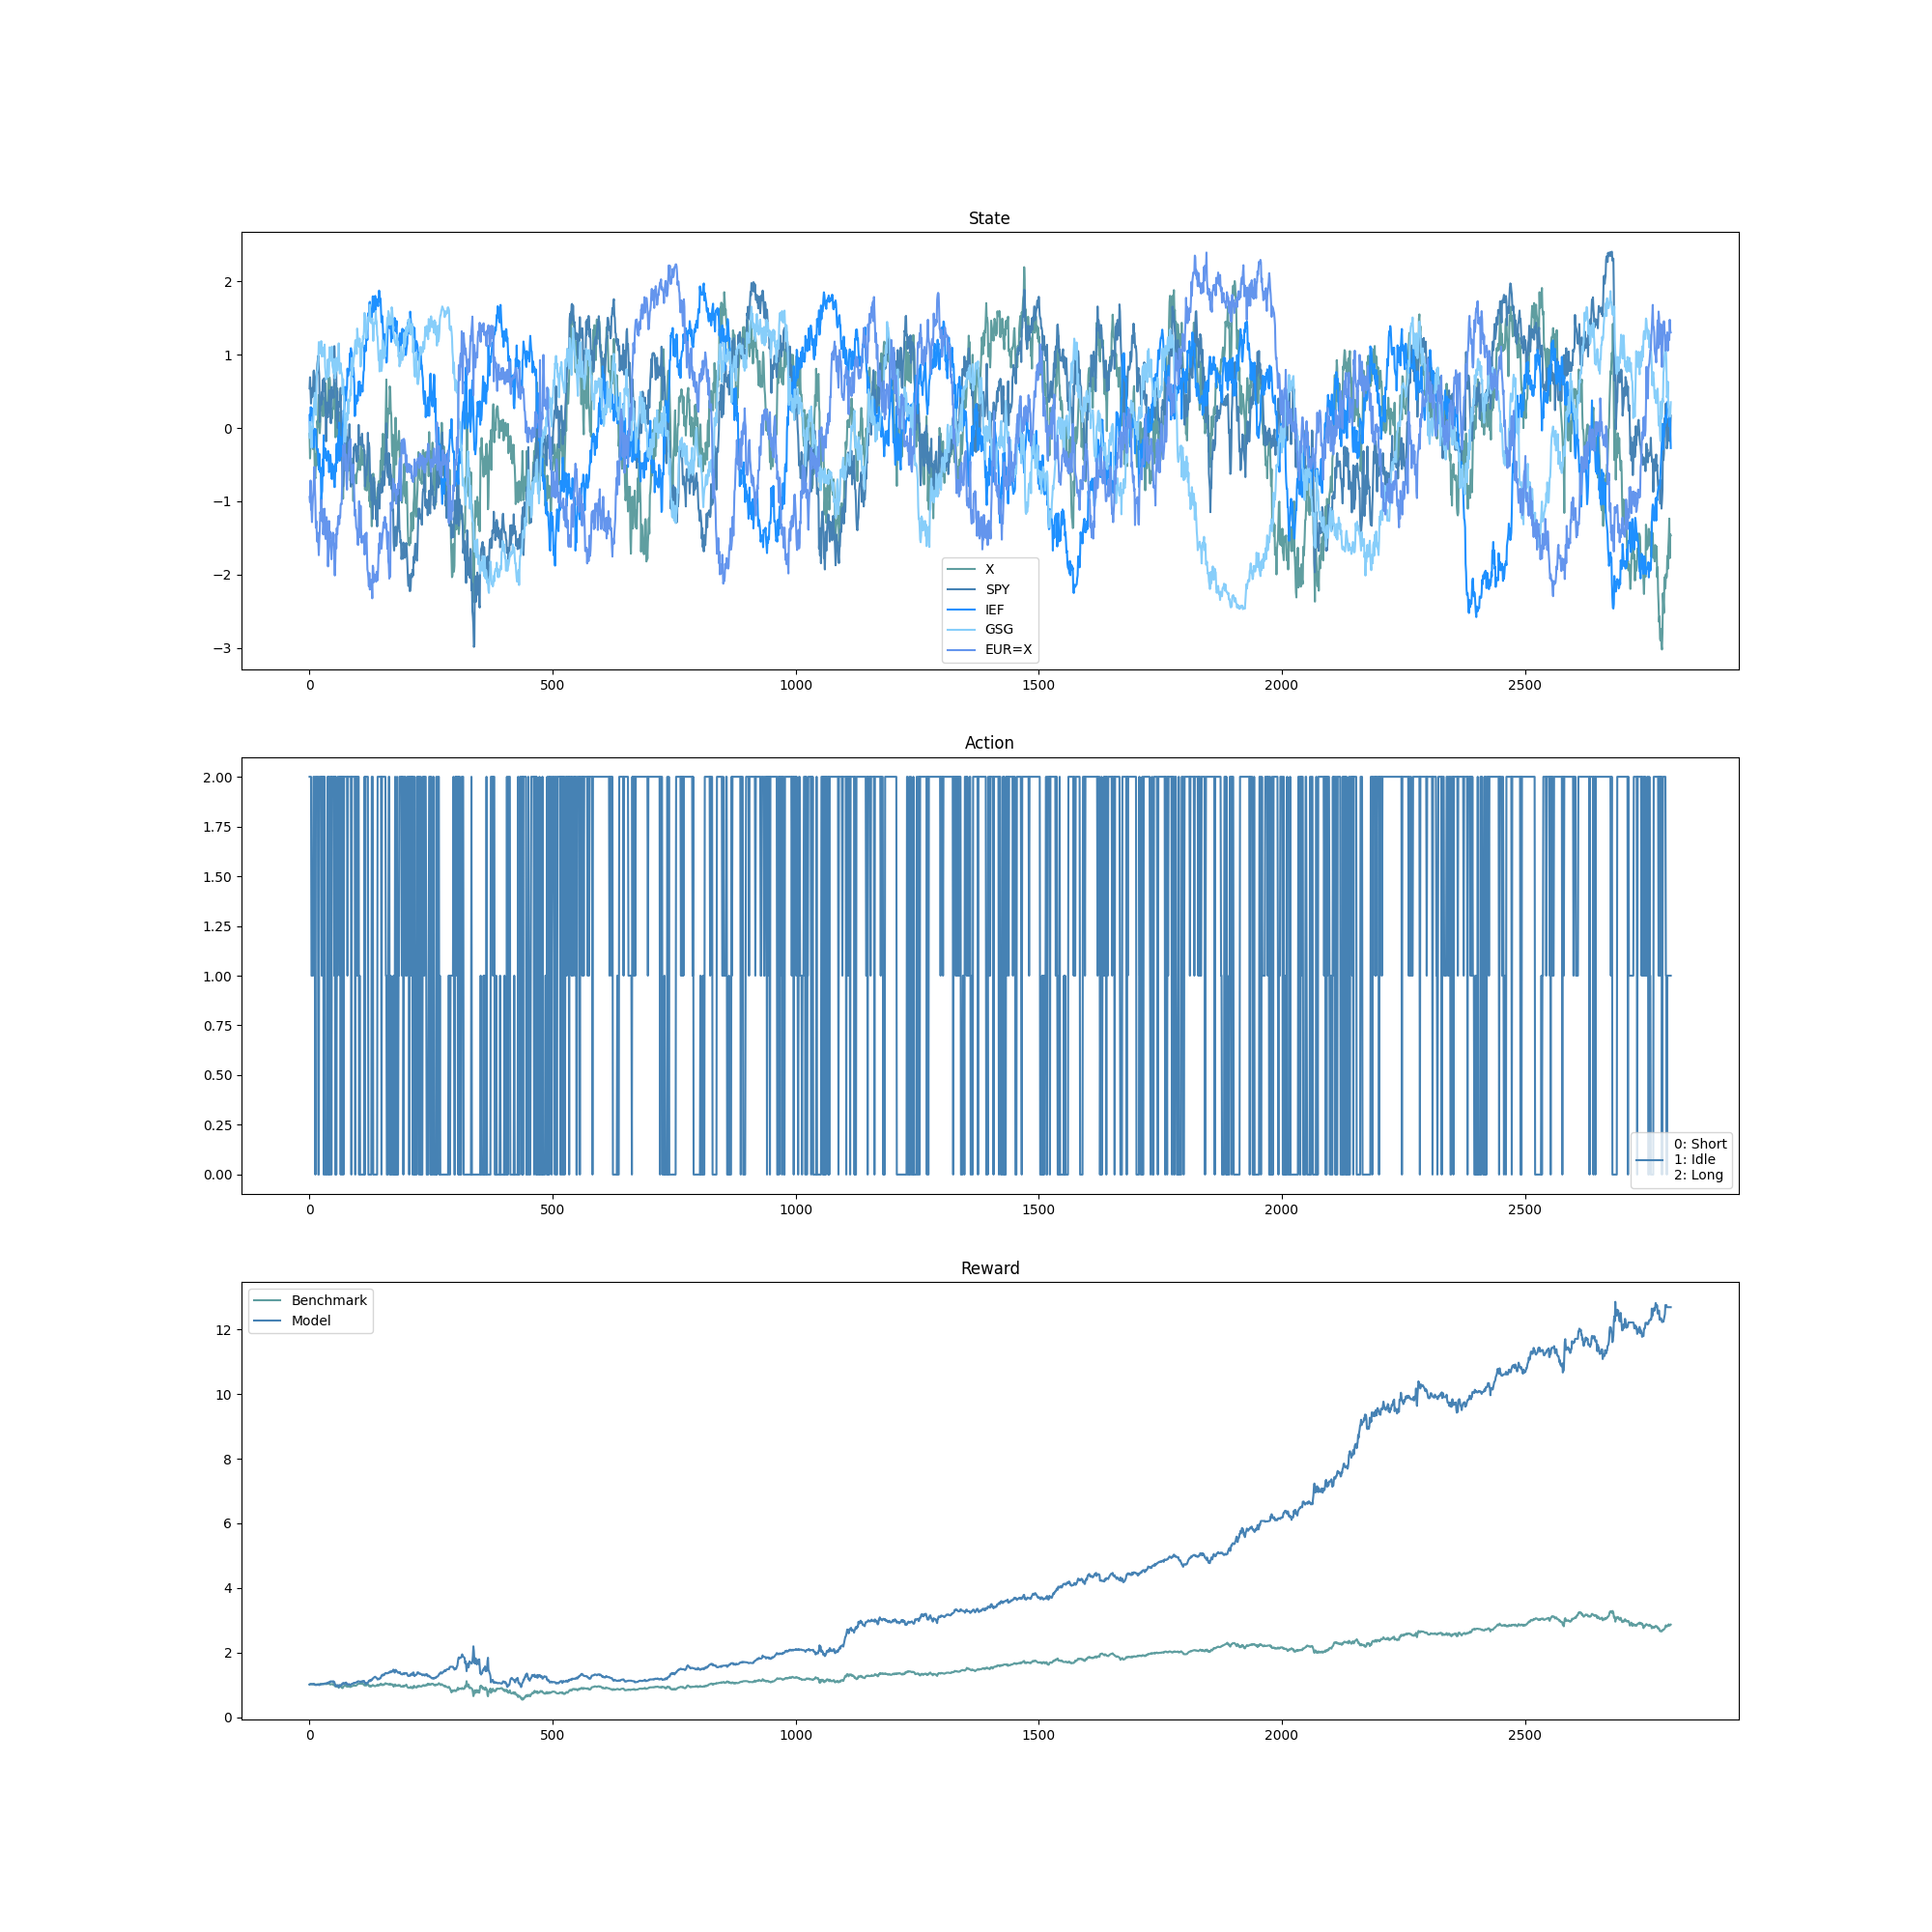 State
2
1
0
−1
−2
−3
X
SPY
IEF
GSG
EUR=X
0 500 1000 1500 2000 2500
Action
2.00
1.75
1.50
1.25
1.00
0.75
0.50
0.25
0.00
0: Short
1: Idle
2: Long
0 500 1000 1500 2000 2500
Reward
Benchmark
Model
12
10
8
6
4
2
0
0 500 1000 1500 2000 2500